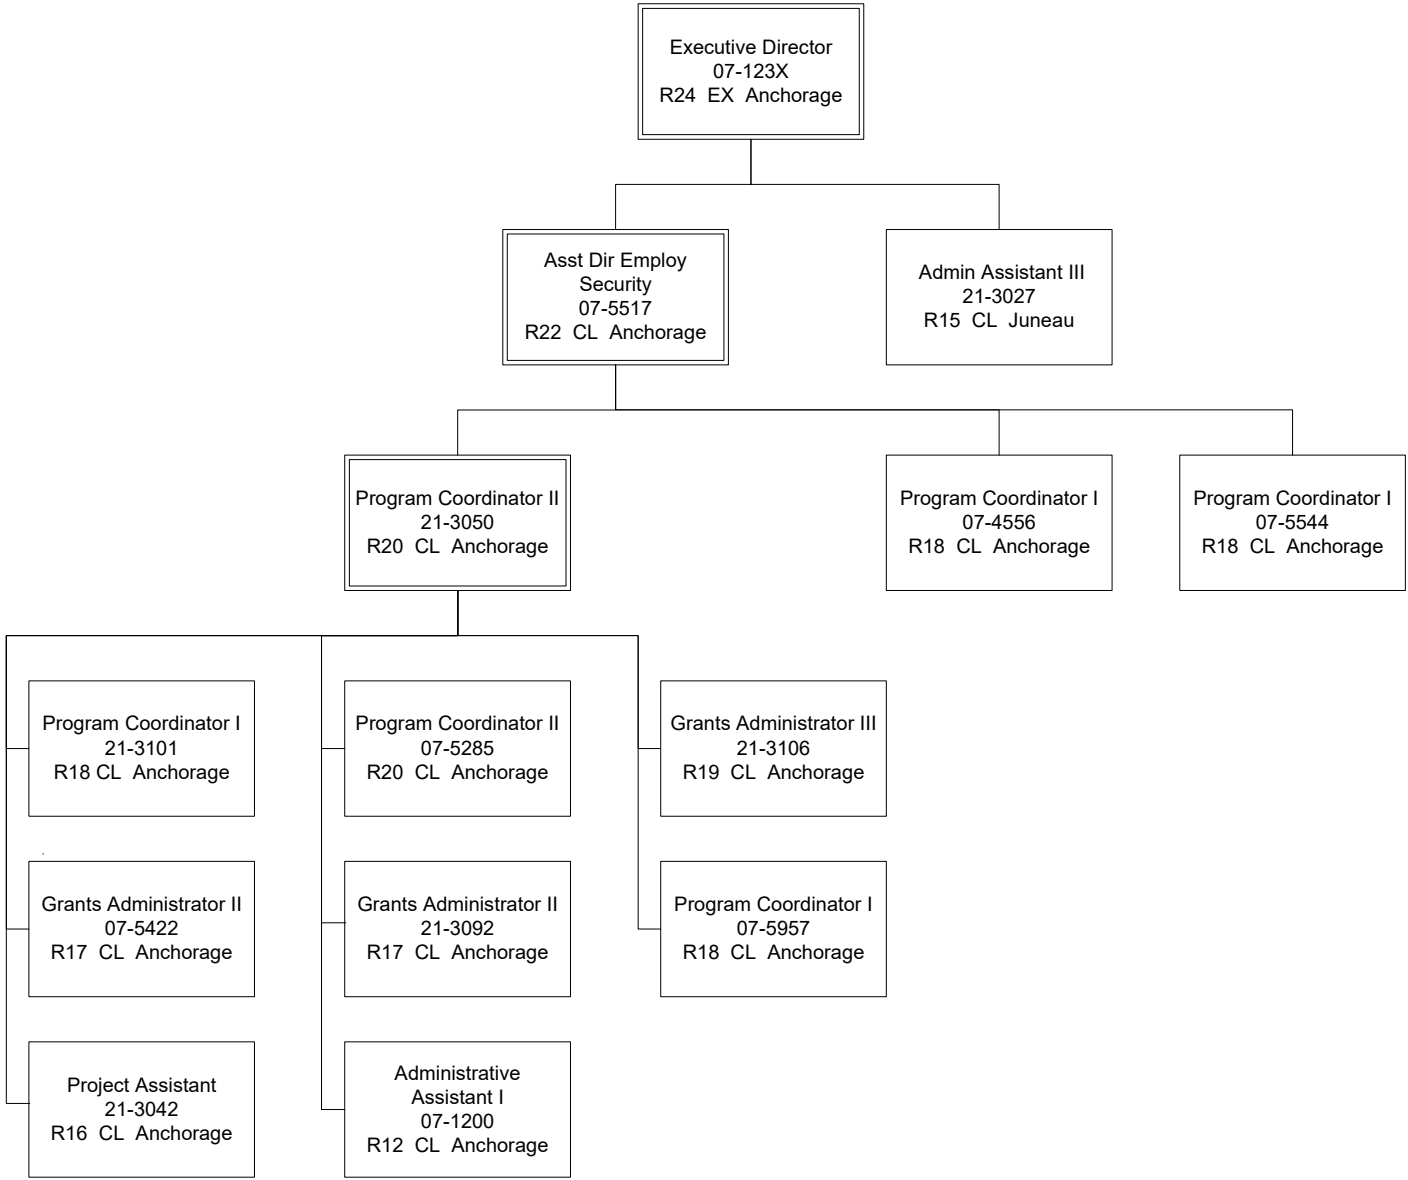 Executive Director
07-123X
R24 EX Anchorage
Asst Dir Employ
Security
07-5517
R22 CL Anchorage
Admin Assistant III
21-3027
R15 CL Juneau
Program Coordinator II
21-3050
R20 CL Anchorage
Program Coordinator I
07-4556
R18 CL Anchorage
Program Coordinator I
07-5544
R18 CL Anchorage
Program Coordinator I
21-3101
R18 CL Anchorage
Program Coordinator II
07-5285
R20 CL Anchorage
Grants Administrator III
21-3106
R19 CL Anchorage
Grants Administrator II
07-5422
R17 CL Anchorage
Grants Administrator II
21-3092
R17 CL Anchorage
Program Coordinator I
07-5957
R18 CL Anchorage
Project Assistant
21-3042
R16 CL Anchorage
Administrative
Assistant I
07-1200
R12 CL Anchorage